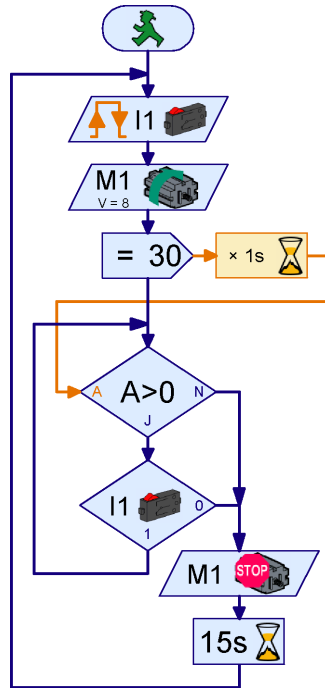 I1
M1
V = 8
= 30
× 1s
A
A>0
N
J
I1
0
1
M1
STOP
15s